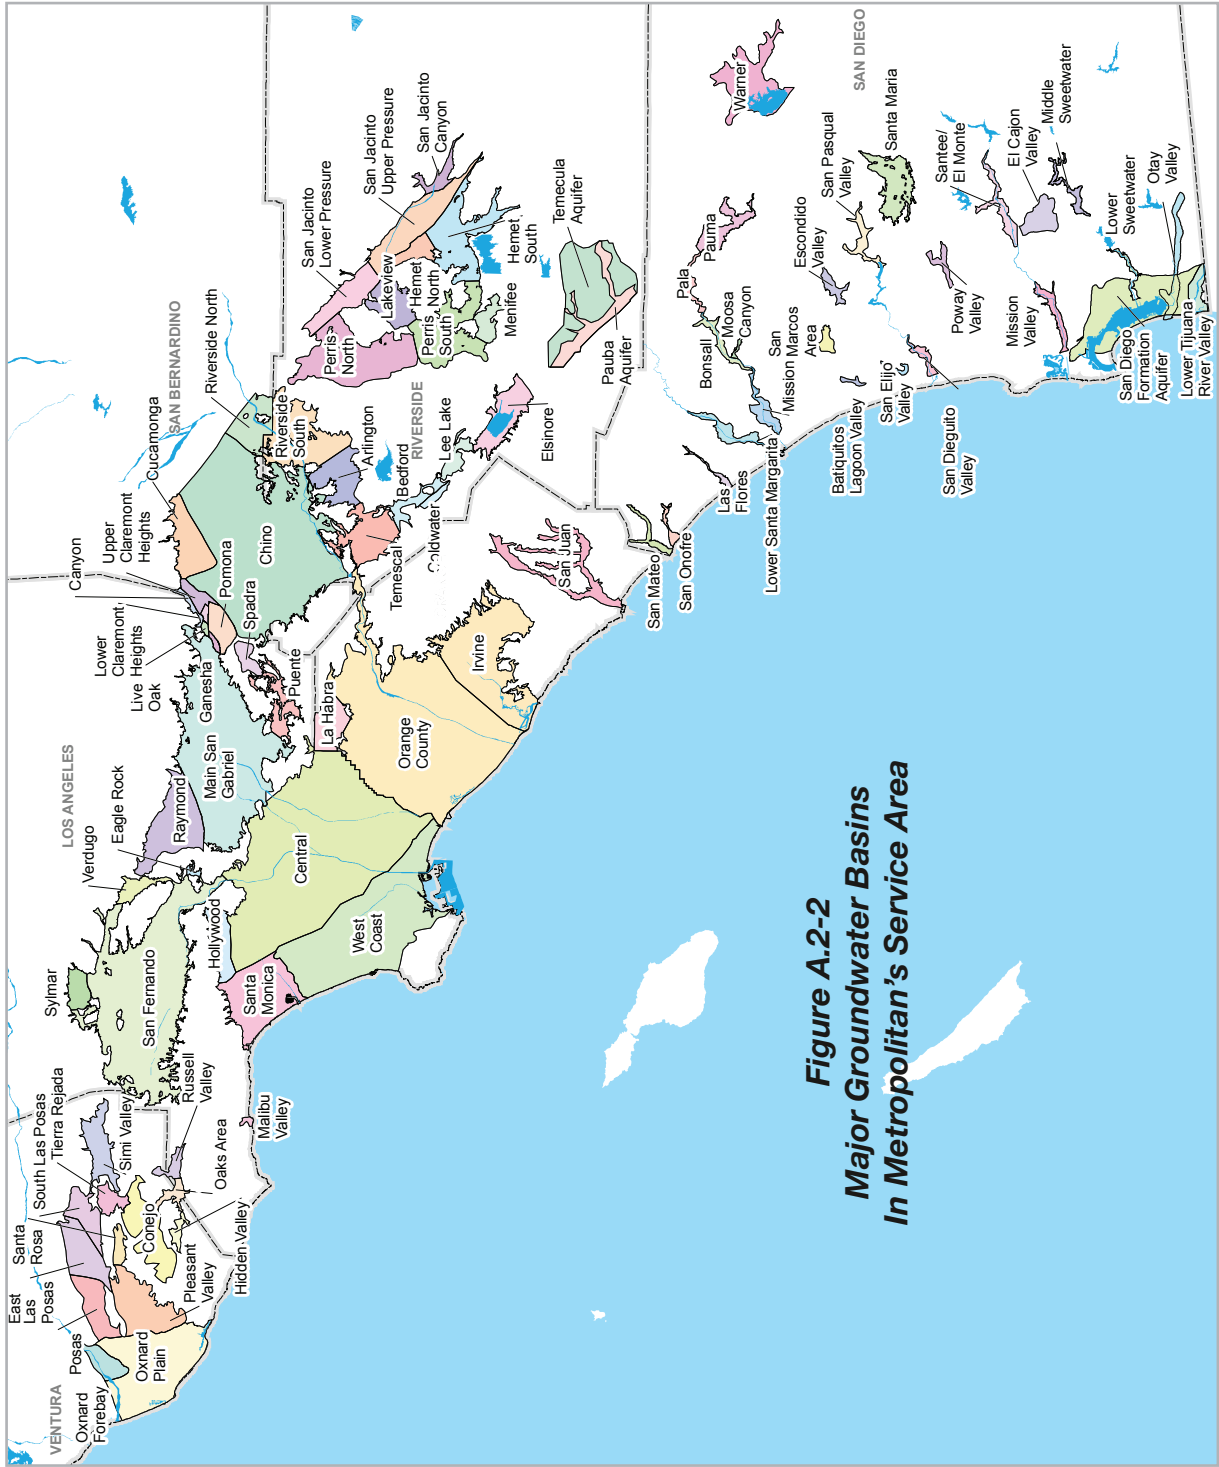 VENTURA
Oxnard
Forebay
Posas
Oxnard
Plain
East
Las
Posas
Santa
Rosa
South Las Posas
Tierra Rejada
Simi Valley
Conejo
Pleasant
Valley
Hidden Valley
Oaks Area
Russell
Valley
Malibu
Valley
LOS ANGELES
Sylmar
San Fernando
Verdugo
Eagle Rock
Hollywood
Santa
Monica
West
Coast
Central
Raymond
Main San
Gabriel
Ganesha
Live
Oak
Lower
Claremont
Heights
Canyon
Upper
Claremont
Heights
Pomona
Spadra
Puente
La Habra
Orange
County
Irvine
SAN BERNARDINO
Cucamonga
Chino
Riverside North
Riverside
South
Arlington
RIVERSIDE
Temescal
Coldwater
Bedford
Lee Lake
Elsinore
San Juan
San Jacinto
Lower Pressure
San Jacinto
Upper Pressure
San Jacinto
Canyon
Perris
North
Lakeview
Hemet
North
Perris
South
Hemet
South
Menifee
Temecula
Aquifer
Pauba
Aquifer
San Mateo
San Onofre
Las
Flores
Lower Santa Margarita
SAN DIEGO
Warner
Pauma
Pala
Bonsall
Moosa
Canyon
Mission
San
Marcos
Area
Escondido
Valley
San Pasqual
Valley
Santa Maria
Batiquitos
Lagoon Valley
San Elijo
Valley
San Dieguito
Valley
Poway
Valley
Mission
Valley
Santee/
El Monte
El Cajon
Valley
Middle
Sweetwater
Lower
Sweetwater
Otay
Valley
San Diego
Formation
Aquifer
Lower Tijuana
River Valley
Figure A.2-2
Major Groundwater Basins
In Metropolitan's Service Area